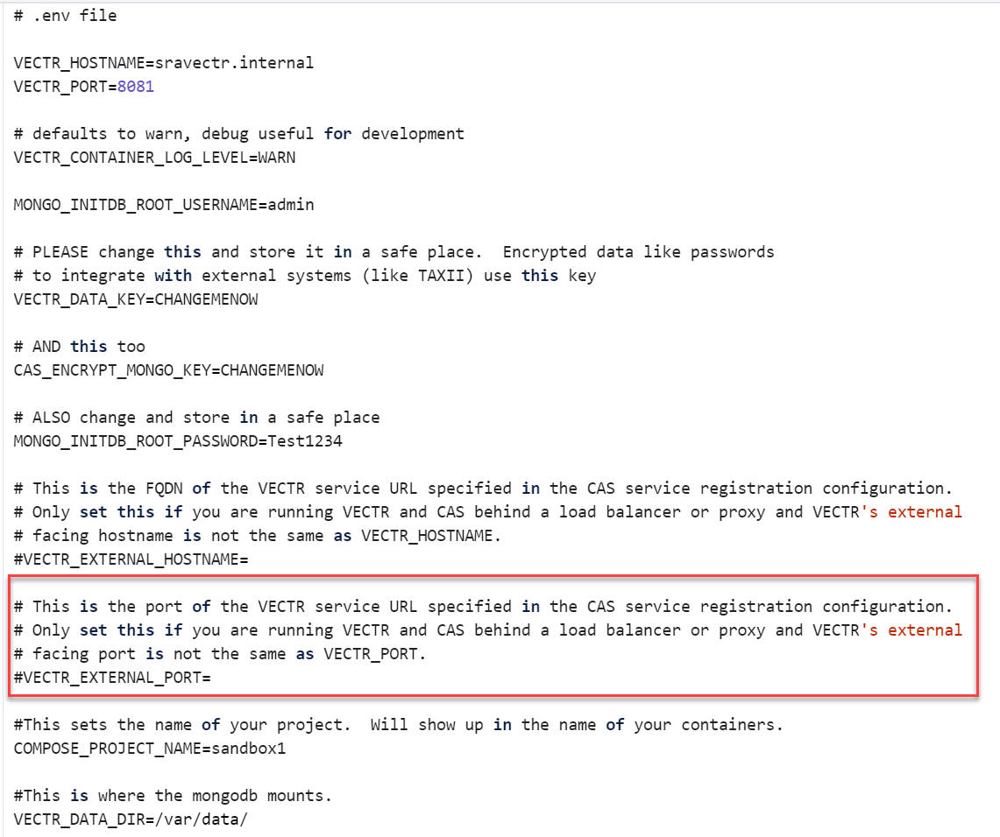 # .env file
VECTR_HOSTNAME=sravectr.internal
VECTR_PORT=8081
# defaults to warn, debug useful for development
VECTR_CONTAINER_LOG_LEVEL=WARN
MONGO_INITDB_ROOT_USERNAME=admin
# PLEASE change this and store it in a safe place.  Encrypted data like passwords
# to integrate with external systems (like TAXII) use this key
VECTR_DATA_KEY=CHANGEMENOW
# AND this too
CAS_ENCRYPT_MONGO_KEY=CHANGEMENOW
# ALSO change and store in a safe place
MONGO_INITDB_ROOT_PASSWORD=Test1234
# This is the FQDN of the VECTR service URL specified in the CAS service registration configuration.
# Only set this if you are running VECTR and CAS behind a load balancer or proxy and VECTR's external
# facing hostname is not the same as VECTR_HOSTNAME.
#VECTR_EXTERNAL_HOSTNAME=
# This is the port of the VECTR service URL specified in the CAS service registration configuration.
# Only set this if you are running VECTR and CAS behind a load balancer or proxy and VECTR's external
# facing port is not the same as VECTR_PORT.
#VECTR_EXTERNAL_PORT=
#This sets the name of your project.  Will show up in the name of your containers.
COMPOSE_PROJECT_NAME=sandbox1
#This is where the mongodb mounts.
VECTR_DATA_DIR=/var/data/